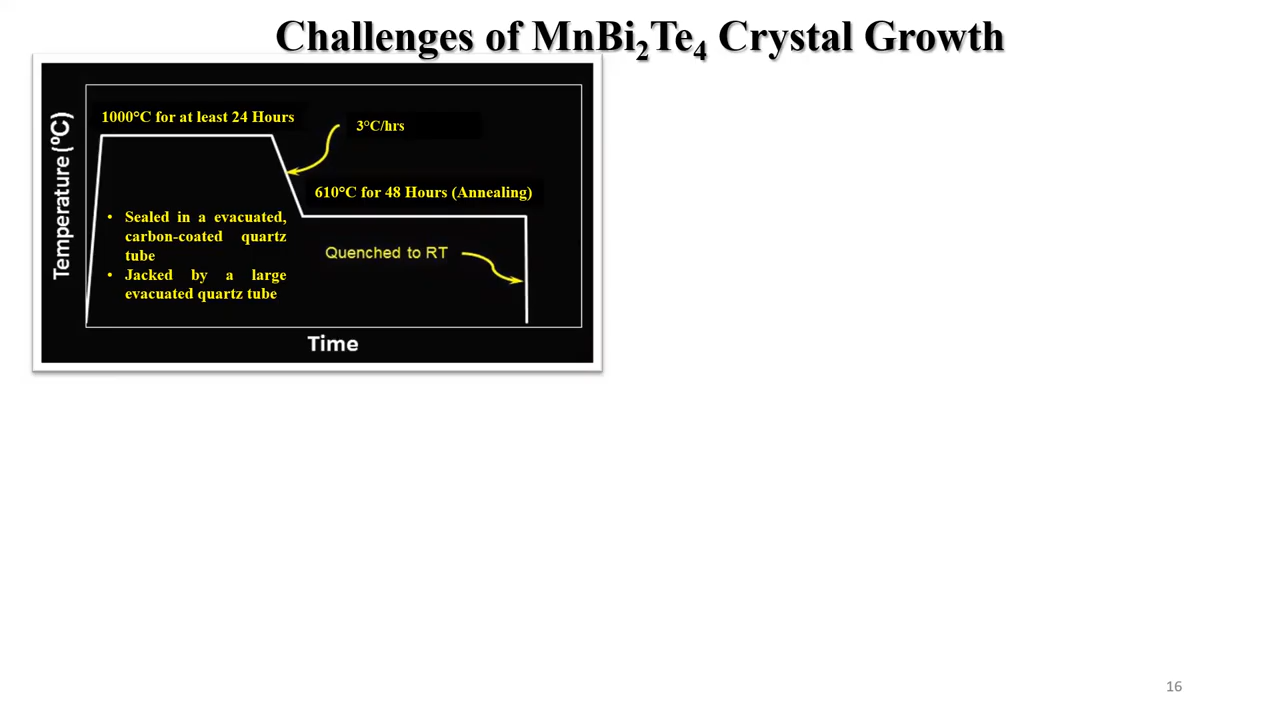 Challenges of MnBi₂Te₄ Crystal Growth
1000°C for at least 24 Hours
3°C/hrs
610°C for 48 Hours (Annealing)
• Sealed in a evacuated,
carbon-coated quartz
tube
• Jacked by a large
evacuated quartz tube
Quenched to RT
Temperature (⁰C)
Time
16